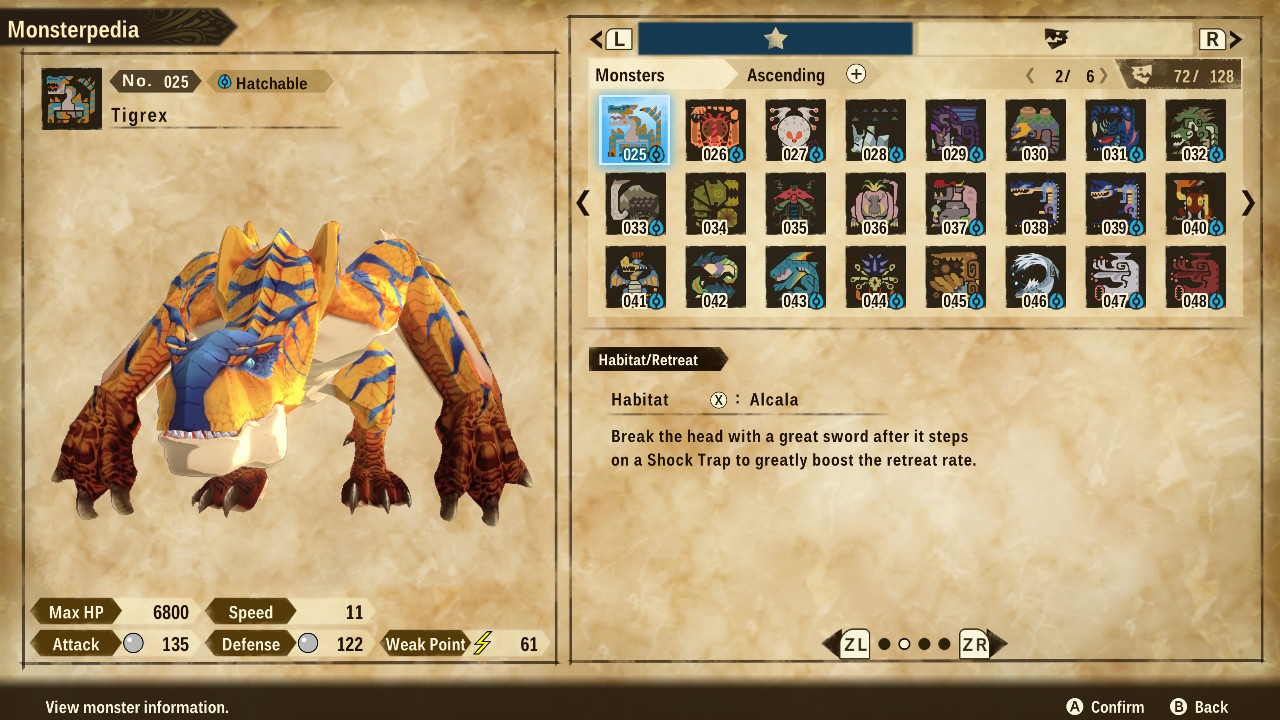 Monsterpedia
No. 025
Hatchable
Tigrex
Max HP 6800
Speed 11
Attack 135
Defense 122
Weak Point 61
L
R
Monsters
Ascending
2/ 6
72/ 128
025 026 027 028 029 030 031 032
033 034 035 036 037 038 039 040
041 042 043 044 045 046 047 048
Habitat/Retreat
Habitat X : Alcala
Break the head with a great sword after it steps
on a Shock Trap to greatly boost the retreat rate.
ZL ZR
View monster information.
A Confirm B Back